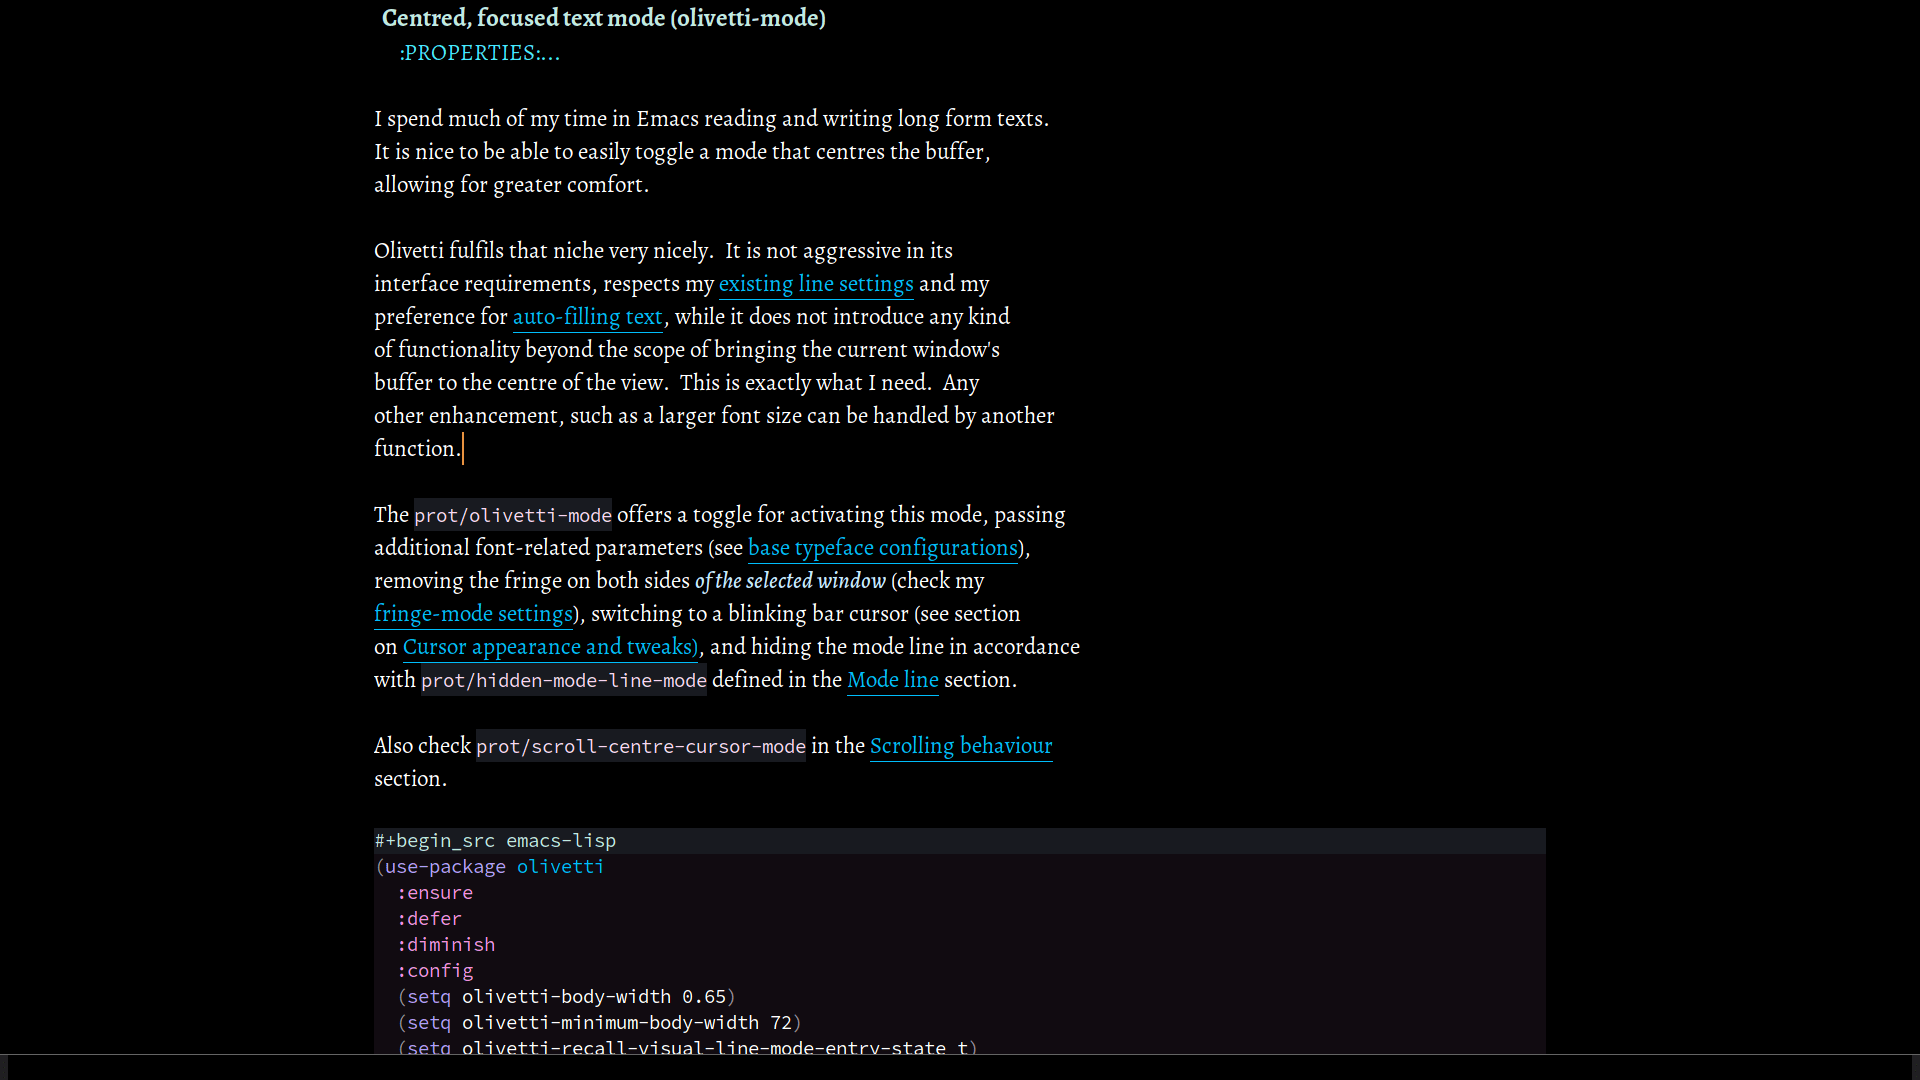 Centred, focused text mode (olivetti-mode)
:PROPERTIES:...
I spend much of my time in Emacs reading and writing long form texts.
It is nice to be able to easily toggle a mode that centres the buffer,
allowing for greater comfort.
Olivetti fulfils that niche very nicely.  It is not aggressive in its
interface requirements, respects my existing line settings and my
preference for auto-filling text, while it does not introduce any kind
of functionality beyond the scope of bringing the current window's
buffer to the centre of the view.  This is exactly what I need.  Any
other enhancement, such as a larger font size can be handled by another
function.
The prot/olivetti-mode offers a toggle for activating this mode, passing
additional font-related parameters (see base typeface configurations),
removing the fringe on both sides of the selected window (check my
fringe-mode settings), switching to a blinking bar cursor (see section
on Cursor appearance and tweaks), and hiding the mode line in accordance
with prot/hidden-mode-line-mode defined in the Mode line section.
Also check prot/scroll-centre-cursor-mode in the Scrolling behaviour
section.
#+begin_src emacs-lisp
(use-package olivetti
  :ensure
  :defer
  :diminish
  :config
  (setq olivetti-body-width 0.65)
  (setq olivetti-minimum-body-width 72)
  (setq olivetti-recall-visual-line-mode-entry-state t)